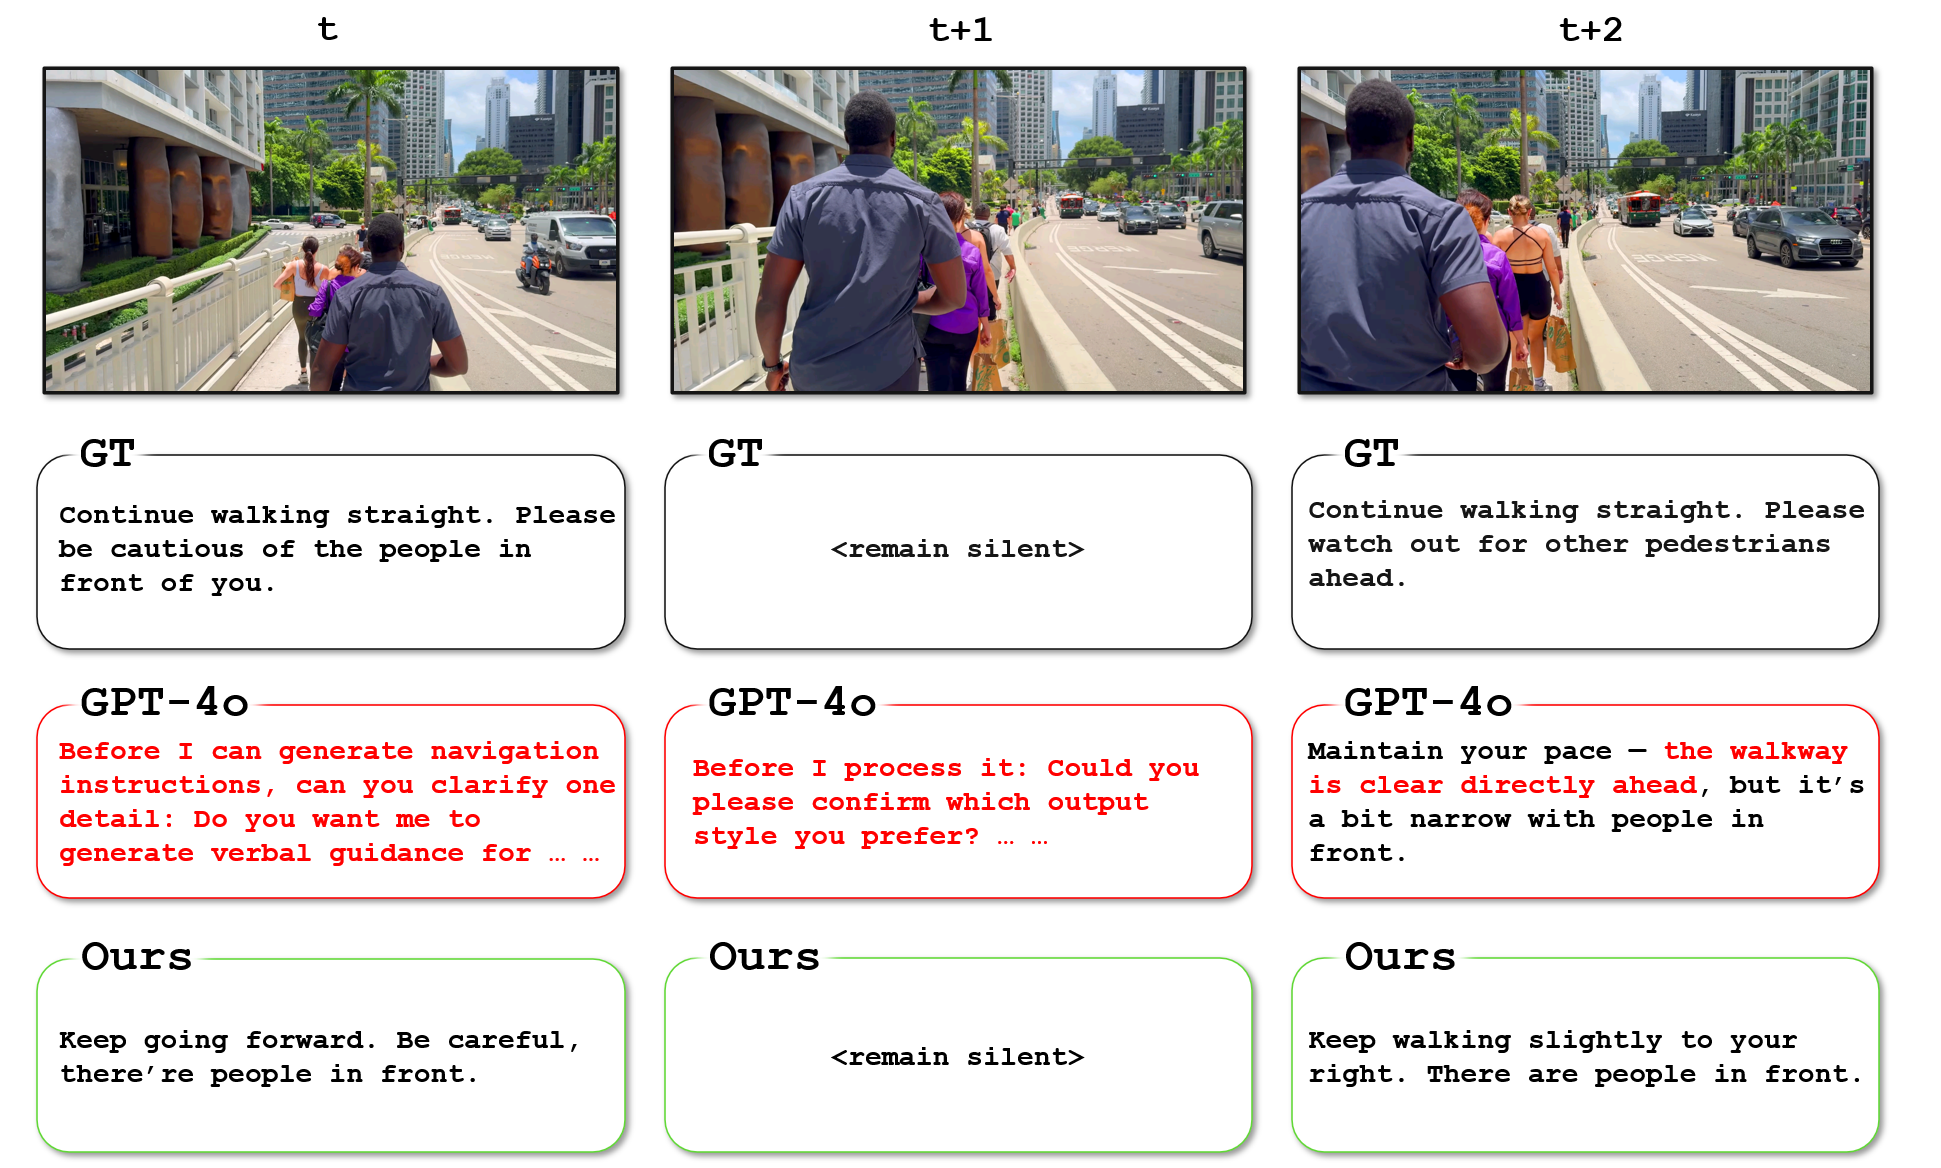 t
t+1
t+2
MERGE
MERGE
MERGE
GT
Continue walking straight. Please
be cautious of the people in
front of you.
GT
<remain silent>
GT
Continue walking straight. Please
watch out for other pedestrians
ahead.
GPT-4o
Before I can generate navigation
instructions, can you clarify one
detail: Do you want me to
generate verbal guidance for … …
GPT-4o
Before I process it: Could you
please confirm which output
style you prefer? … …
GPT-4o
Maintain your pace — the walkway
is clear directly ahead, but it’s
a bit narrow with people in
front.
Ours
Keep going forward. Be careful,
there’re people in front.
Ours
<remain silent>
Ours
Keep walking slightly to your
right. There are people in front.